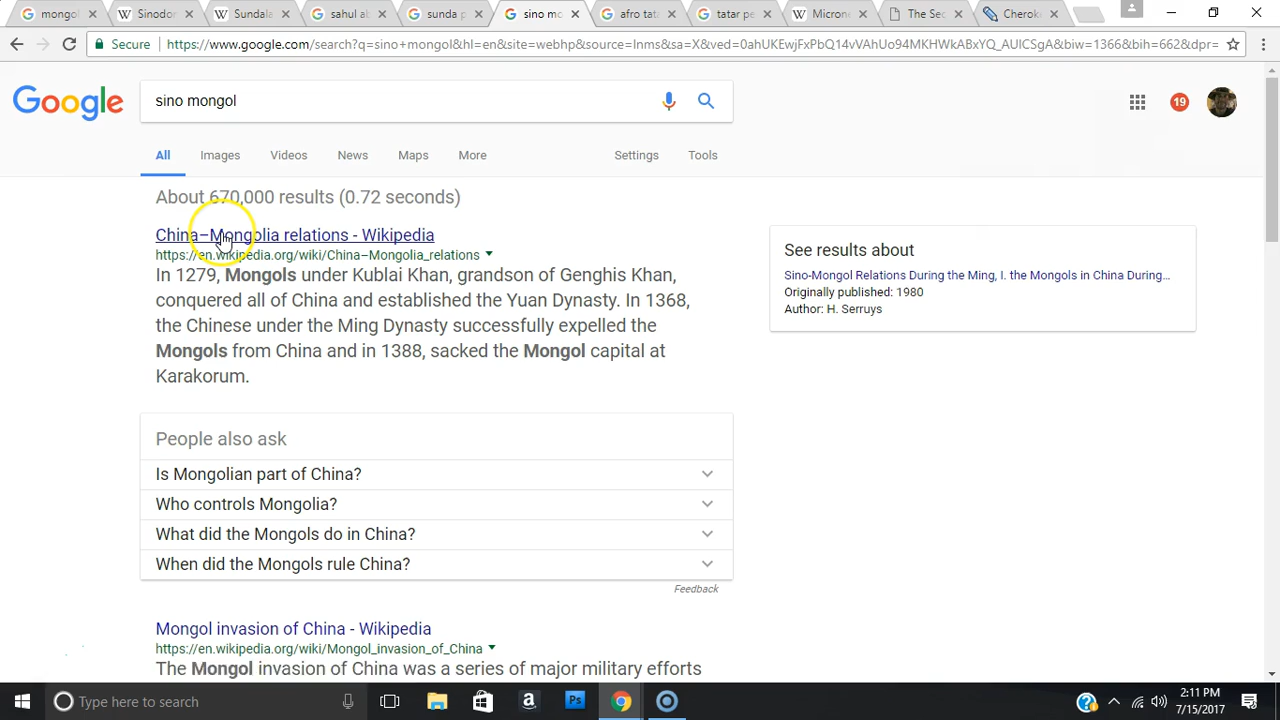 mongol
Sinodon
Sundala
sahul ab
sunda p
sino mo
afro tat
tatar pe
Micron
The Sec
Cherok
Secure
https://www.google.com/search?q=sino+mongol&hl=en&site=webhp&source=lnms&sa=X&ved=0ahUKEwjFxPbQ14vVAhUo94MKHWkABxYQ_AUICSgA&biw=1366&bih=662&dpr=
Google
sino mongol
19
All
Images
Videos
News
Maps
More
Settings
Tools
About 670,000 results (0.72 seconds)
China–Mongolia relations - Wikipedia
https://en.wikipedia.org/wiki/China–Mongolia_relations
In 1279, Mongols under Kublai Khan, grandson of Genghis Khan,
conquered all of China and established the Yuan Dynasty. In 1368,
the Chinese under the Ming Dynasty successfully expelled the
Mongols from China and in 1388, sacked the Mongol capital at
Karakorum.
See results about
Sino-Mongol Relations During the Ming, I. the Mongols in China During...
Originally published: 1980
Author: H. Serruys
People also ask
Is Mongolian part of China?
Who controls Mongolia?
What did the Mongols do in China?
When did the Mongols rule China?
Feedback
Mongol invasion of China - Wikipedia
https://en.wikipedia.org/wiki/Mongol_invasion_of_China
The Mongol invasion of China was a series of major military efforts
Type here to search
a
Ps
2:11 PM
7/15/2017